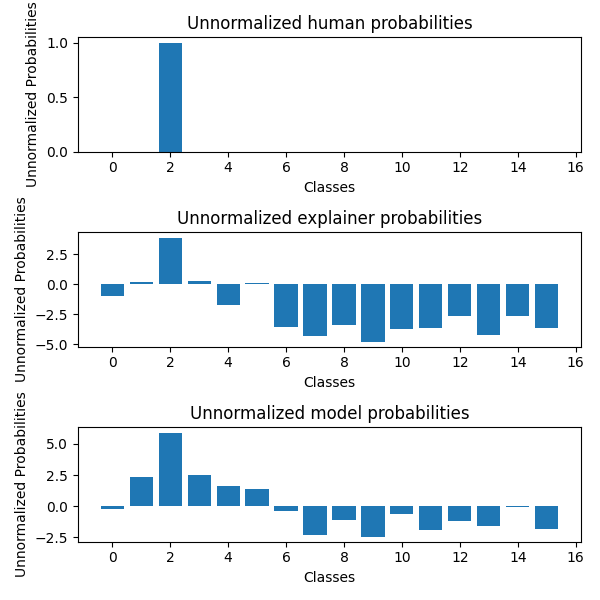 Unnormalized human probabilities
Unnormalized Probabilities
1.0
0.5
0.0
0 2 4 6 8 10 12 14 16
Classes
Unnormalized explainer probabilities
Unnormalized Probabilities
2.5
0.0
−2.5
−5.0
0 2 4 6 8 10 12 14 16
Classes
Unnormalized model probabilities
Unnormalized Probabilities
5.0
2.5
0.0
−2.5
0 2 4 6 8 10 12 14 16
Classes